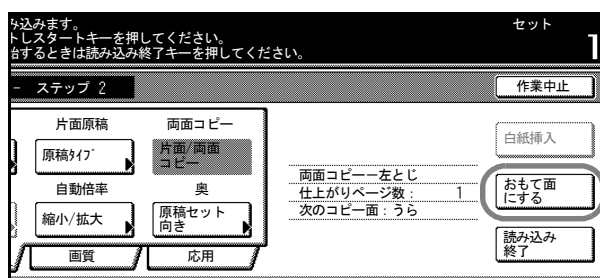 み込みます。
トしスタートキーを押してください。
始するときは読み込み終了キーを押してください。
セット
1
- ステップ 2
作業中止
片面原稿
両面コピー
原稿ﾀｲﾌﾟ
片面/両面
コピー
自動倍率
奥
縮小/拡大
原稿セット
向き
画質
応用
両面コピーー左とじ
仕上がりページ数: 1
次のコピー面:うら
白紙挿入
おもて面
にする
読み込み
終了